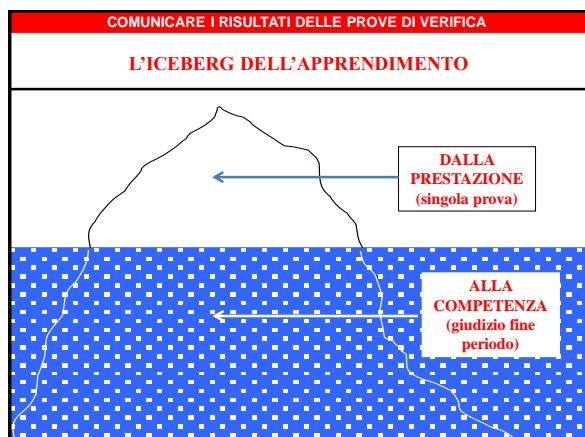 COMUNICARE I RISULTATI DELLE PROVE DI VERIFICA
L'ICEBERG DELL'APPRENDIMENTO
DALLA
PRESTAZIONE
(singola prova)
ALLA
COMPETENZA
(giudizio fine
periodo)